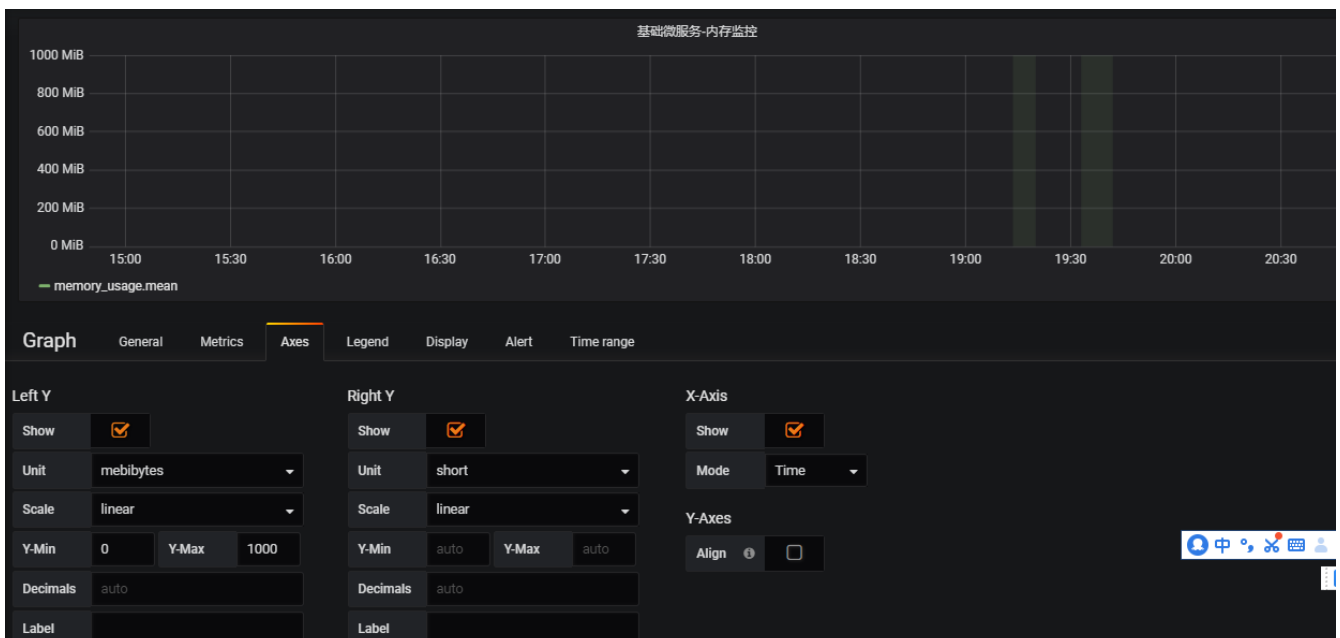 基础微服务-内存监控
1000 MiB
800 MiB
600 MiB
400 MiB
200 MiB
0 MiB
15:00 15:30 16:00 16:30 17:00 17:30 18:00 18:30 19:00 19:30 20:00 20:30
memory_usage.mean
Graph General Metrics Axes Legend Display Alert Time range
Left Y Right Y X-Axis
Show Show Show
Unit mebibytes Unit short Mode Time
Scale linear Scale linear
Y-Axes
Y-Min 0 Y-Max 1000 Y-Min auto Y-Max auto Align
中
Decimals auto Decimals auto
Label Label